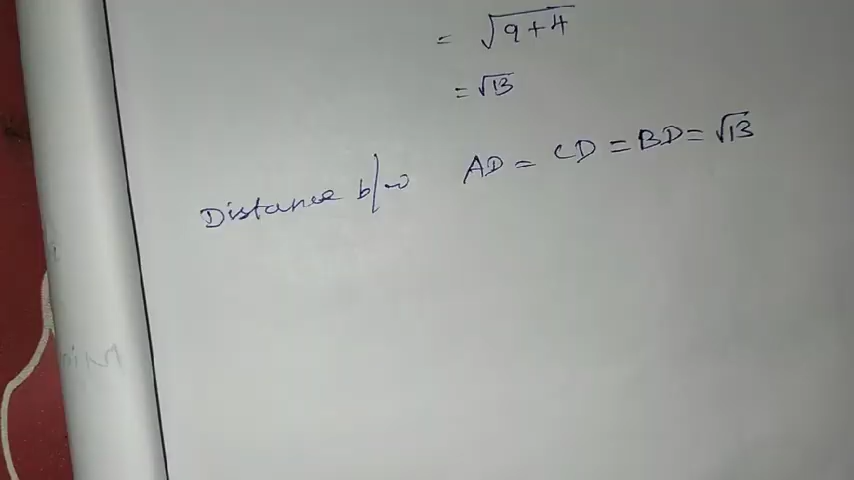 = √9+4
= √13
Distance b/w AD = CD = BD = √13